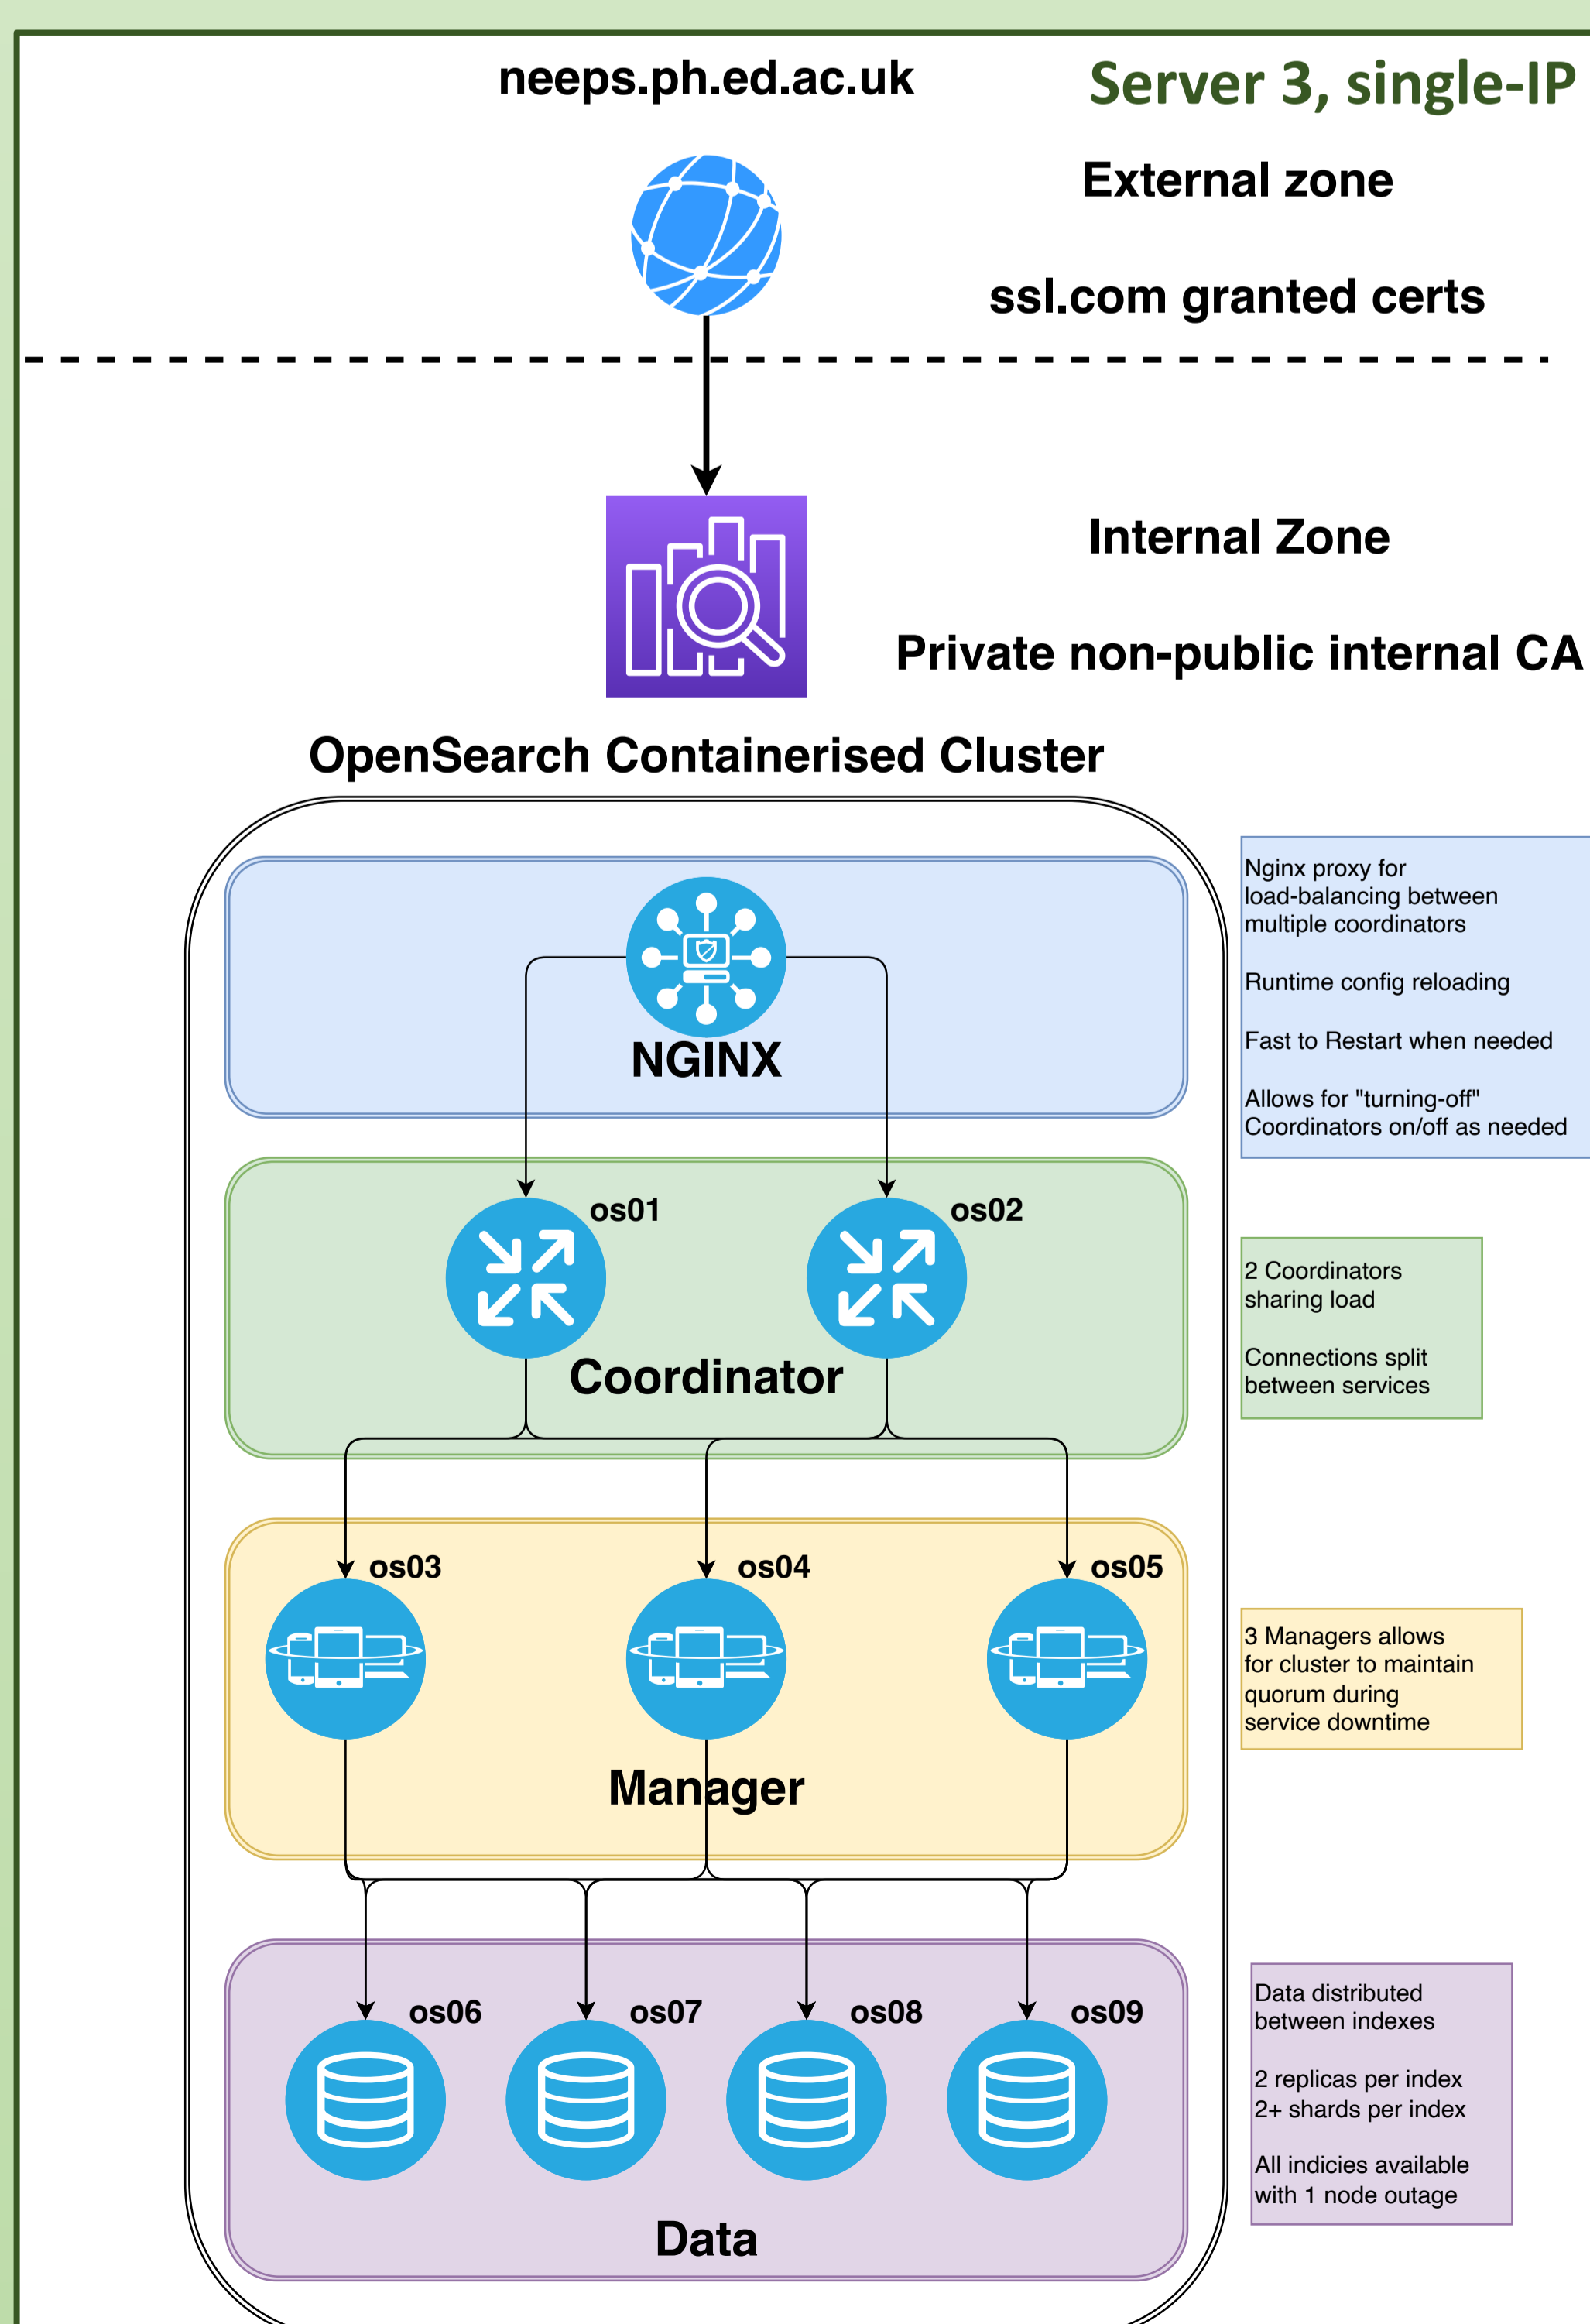 neeps.ph.ed.ac.uk
Server 3, single-IP
External zone
ssl.com granted certs
Internal Zone
Private non-public internal CA
OpenSearch Containerised Cluster
NGINX
Nginx proxy for
load-balancing between
multiple coordinators
Runtime config reloading
Fast to Restart when needed
Allows for "turning-off"
Coordinators on/off as needed
os01
os02
Coordinator
2 Coordinators
sharing load
Connections split
between services
os03
os04
os05
Manager
3 Managers allows
for cluster to maintain
quorum during
service downtime
os06
os07
os08
os09
Data
Data distributed
between indexes
2 replicas per index
2+ shards per index
All indicies available
with 1 node outage